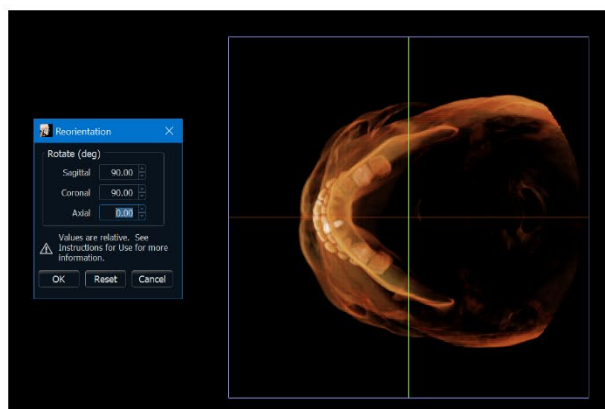 Reorientation
Rotate (deg)
Sagittal 90.00
Coronal 90.00
Axial 0.00
Values are relative. See
Instructions for Use for more
information.
OK Reset Cancel